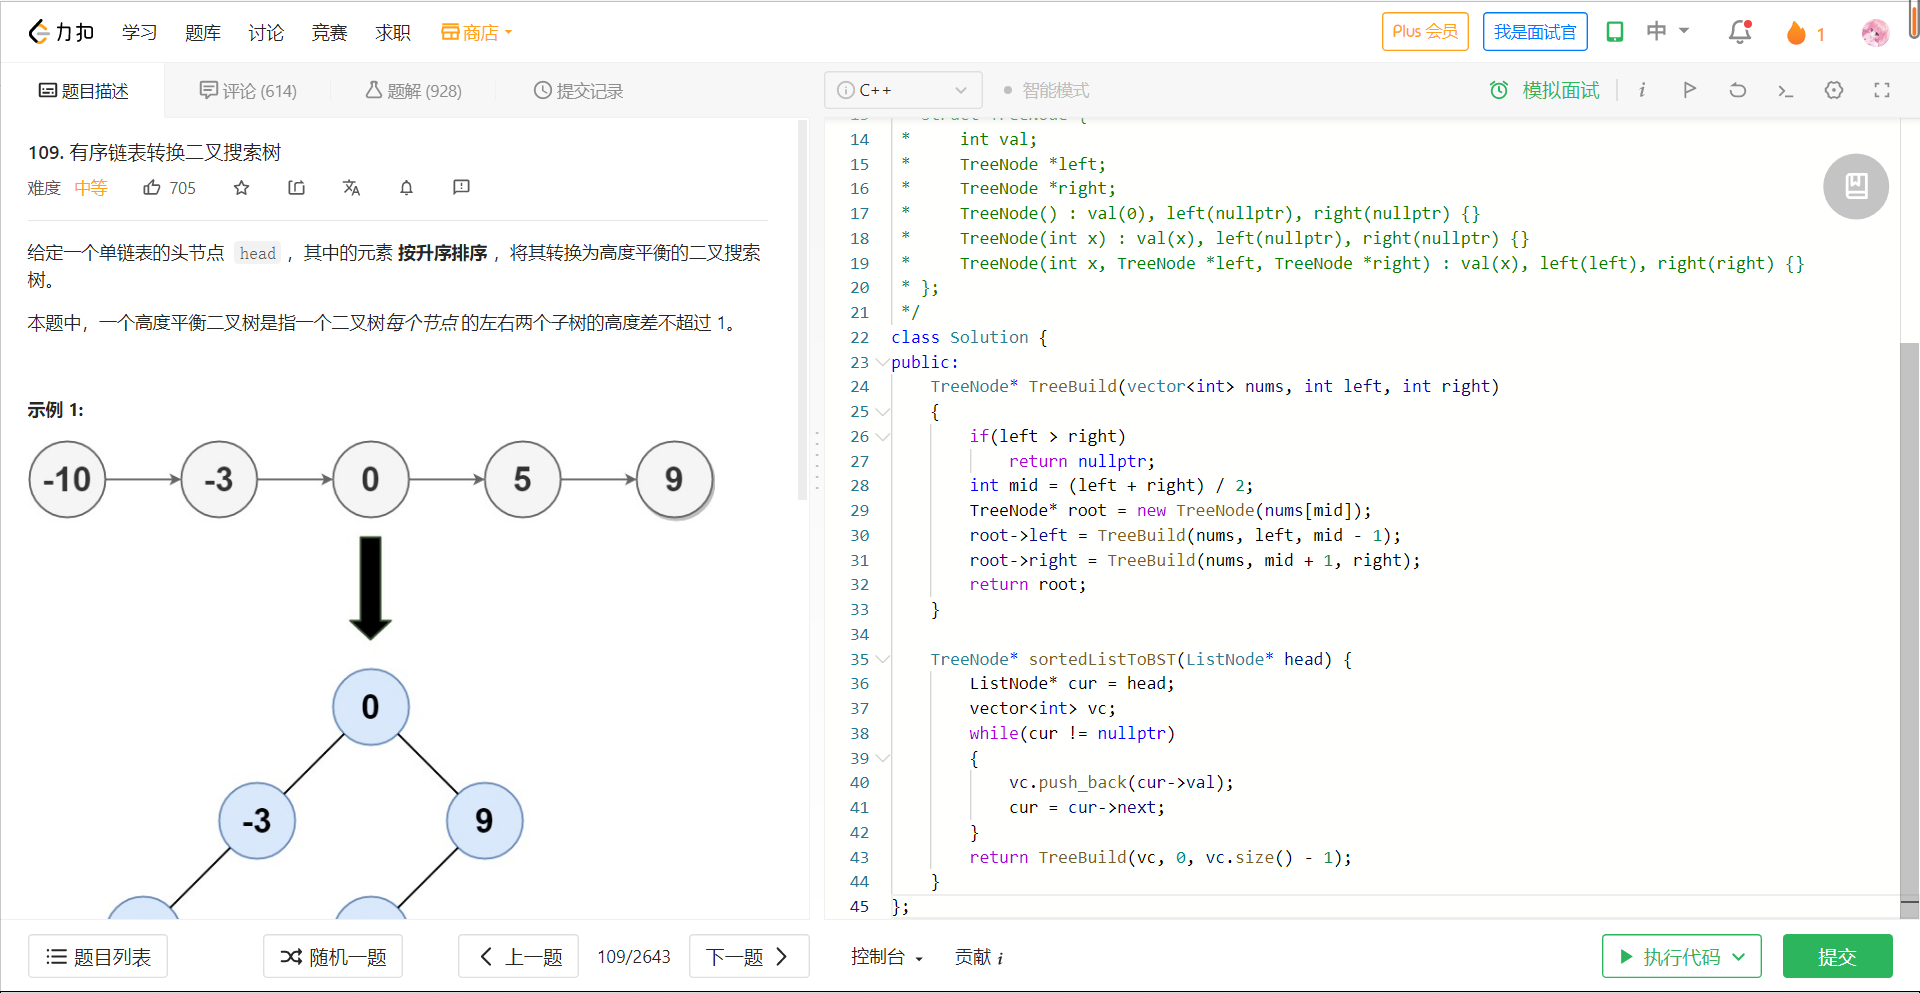 力扣 学习 题库 讨论 竞赛 求职 商店 Plus 会员 我是面试官 中 1
题目描述 评论 (614) 题解 (928) 提交记录
C++ 智能模式 模拟面试
109. 有序链表转换二叉搜索树
难度 中等 705
给定一个单链表的头节点 head ，其中的元素 按升序排序 ，将其转换为高度平衡的二叉搜索
树。
本题中，一个高度平衡二叉树是指一个二叉树每个节点 的左右两个子树的高度差不超过 1。
示例 1:
-10 -3 0 5 9
0
-3 9
题目列表 随机一题 上一题 109/2643 下一题
13 * struct TreeNode {
14 *     int val;
15 *     TreeNode *left;
16 *     TreeNode *right;
17 *     TreeNode() : val(0), left(nullptr), right(nullptr) {}
18 *     TreeNode(int x) : val(x), left(nullptr), right(nullptr) {}
19 *     TreeNode(int x, TreeNode *left, TreeNode *right) : val(x), left(left), right(right) {}
20 * };
21 */
22 class Solution {
23 public:
24     TreeNode* TreeBuild(vector<int> nums, int left, int right)
25     {
26         if(left > right)
27             return nullptr;
28         int mid = (left + right) / 2;
29         TreeNode* root = new TreeNode(nums[mid]);
30         root->left = TreeBuild(nums, left, mid - 1);
31         root->right = TreeBuild(nums, mid + 1, right);
32         return root;
33     }
34
35     TreeNode* sortedListToBST(ListNode* head) {
36         ListNode* cur = head;
37         vector<int> vc;
38         while(cur != nullptr)
39         {
40             vc.push_back(cur->val);
41             cur = cur->next;
42         }
43         return TreeBuild(vc, 0, vc.size() - 1);
44     }
45 };
控制台 贡献 i 执行代码 提交